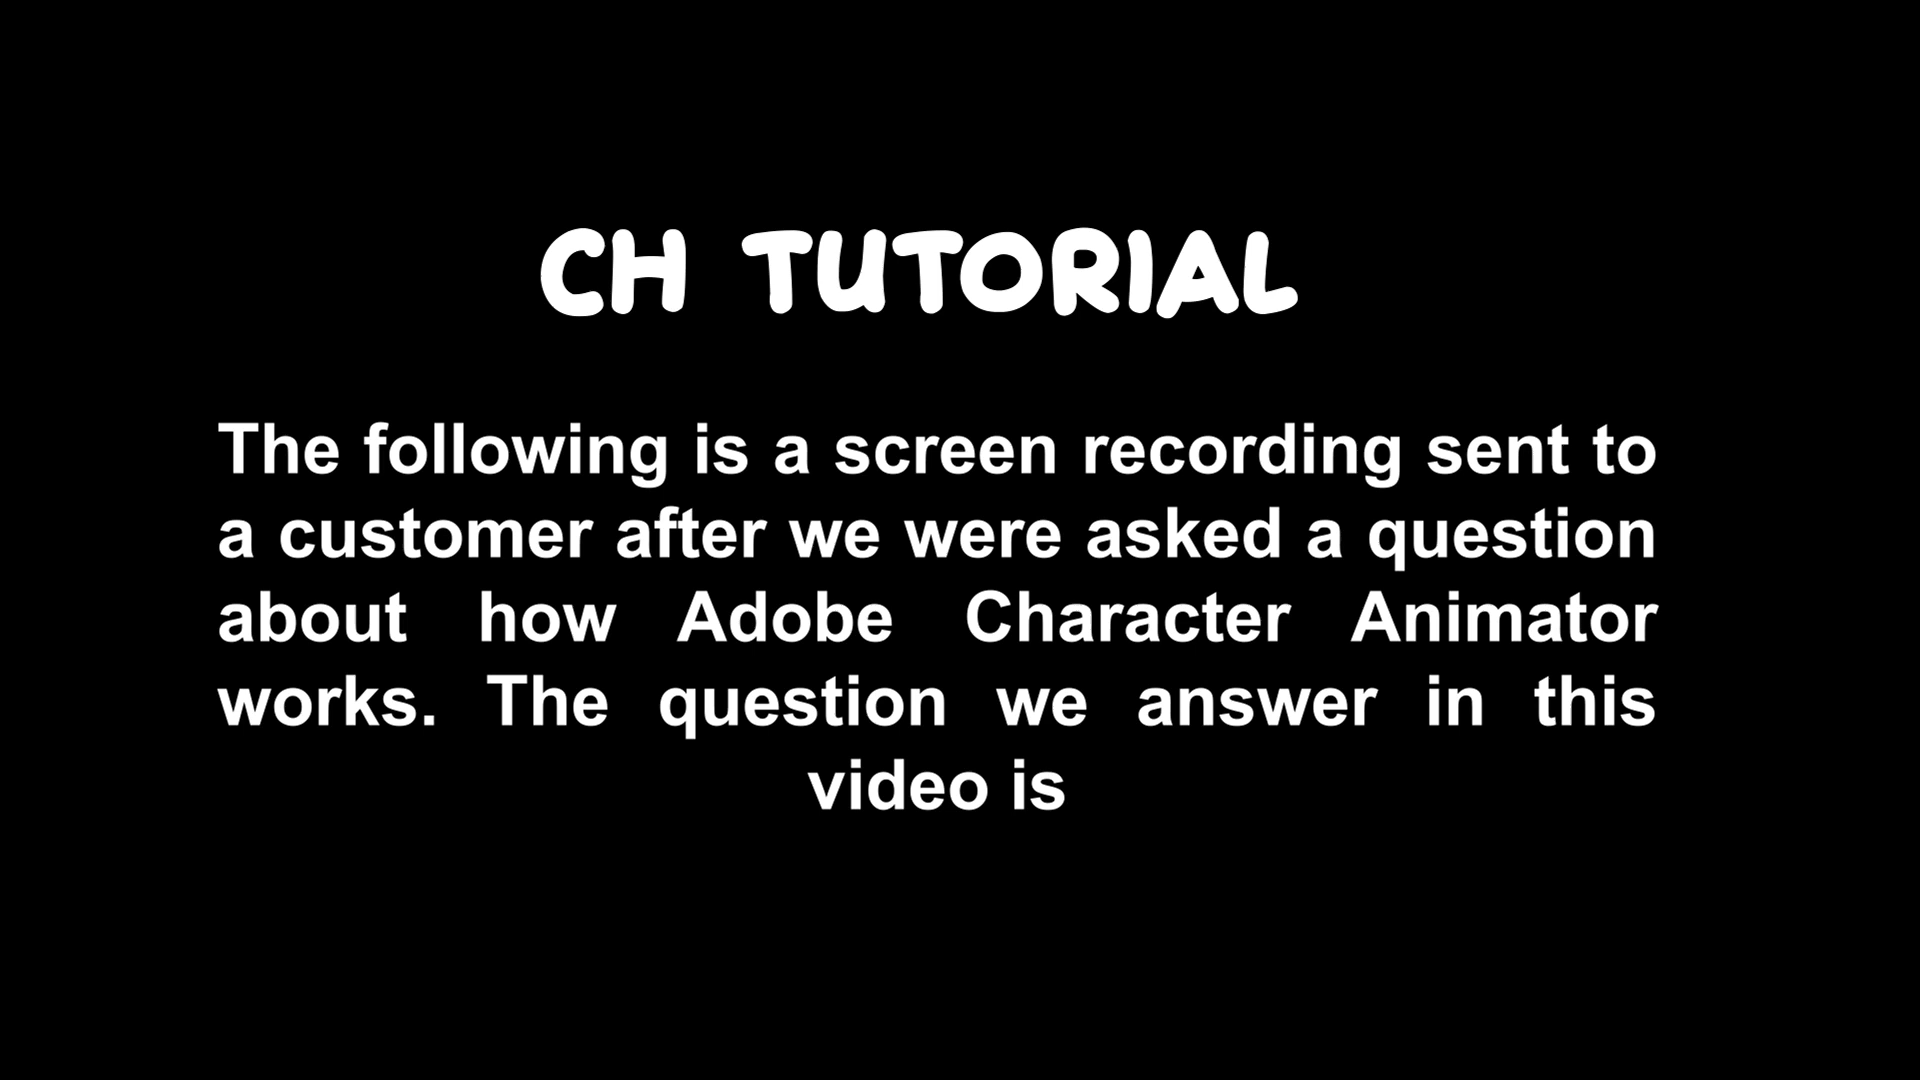 CH TUTORIAL
The following is a screen recording sent to
a customer after we were asked a question
about how Adobe Character Animator
works. The question we answer in this
video is